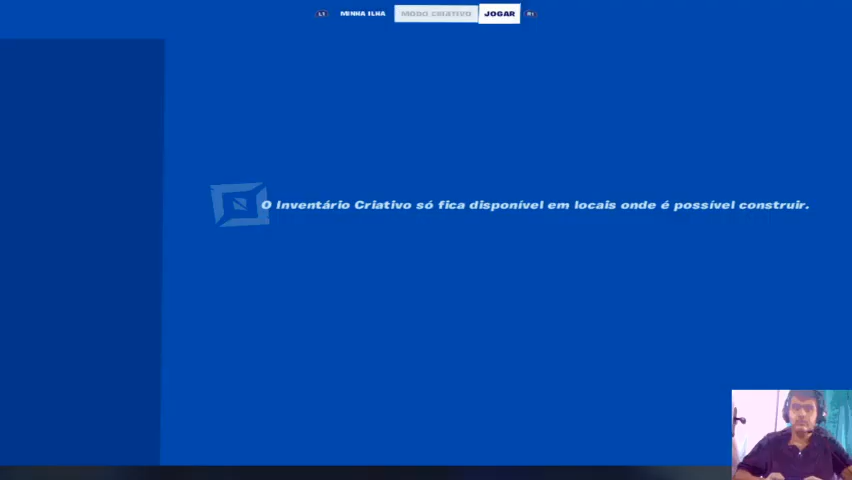 L1 MINHA ILHA MODO CRIATIVO JOGAR R1
O Inventário Criativo só fica disponível em locais onde é possível construir.